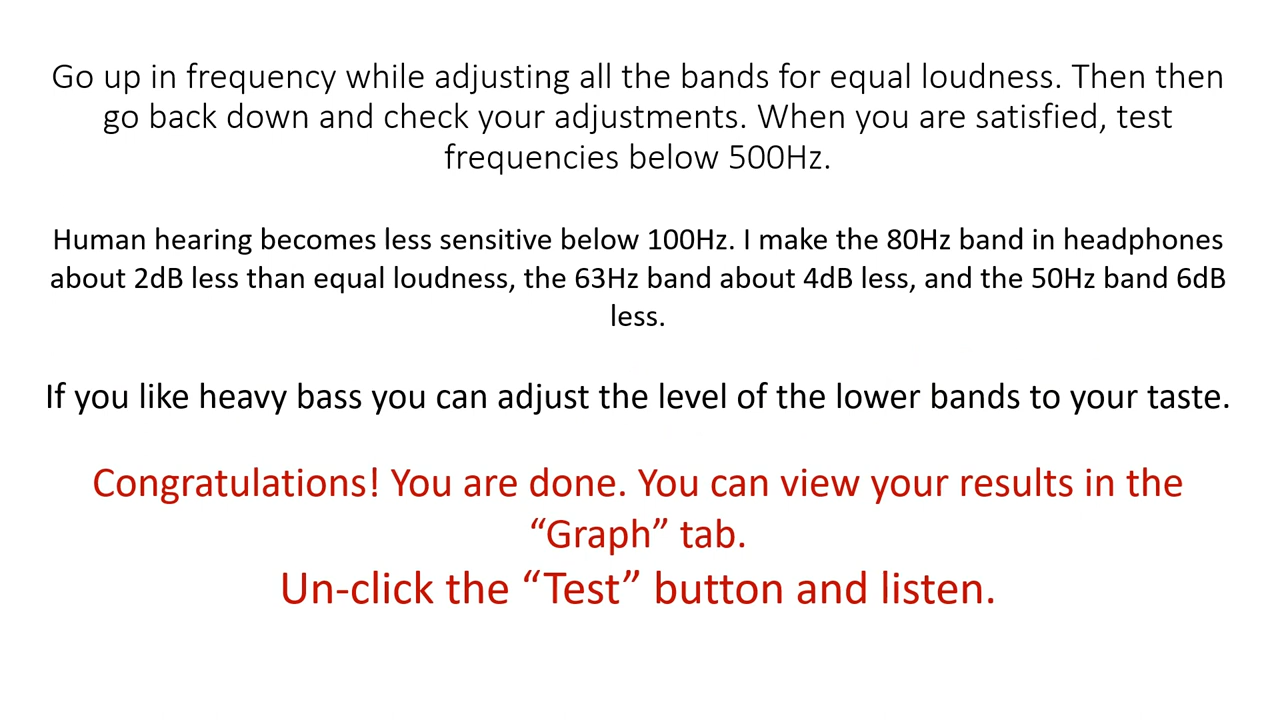 Go up in frequency while adjusting all the bands for equal loudness. Then then
go back down and check your adjustments. When you are satisfied, test
frequencies below 500Hz.
Human hearing becomes less sensitive below 100Hz. I make the 80Hz band in headphones
about 2dB less than equal loudness, the 63Hz band about 4dB less, and the 50Hz band 6dB
less.
If you like heavy bass you can adjust the level of the lower bands to your taste.
Congratulations! You are done. You can view your results in the
“Graph” tab.
Un-click the “Test” button and listen.